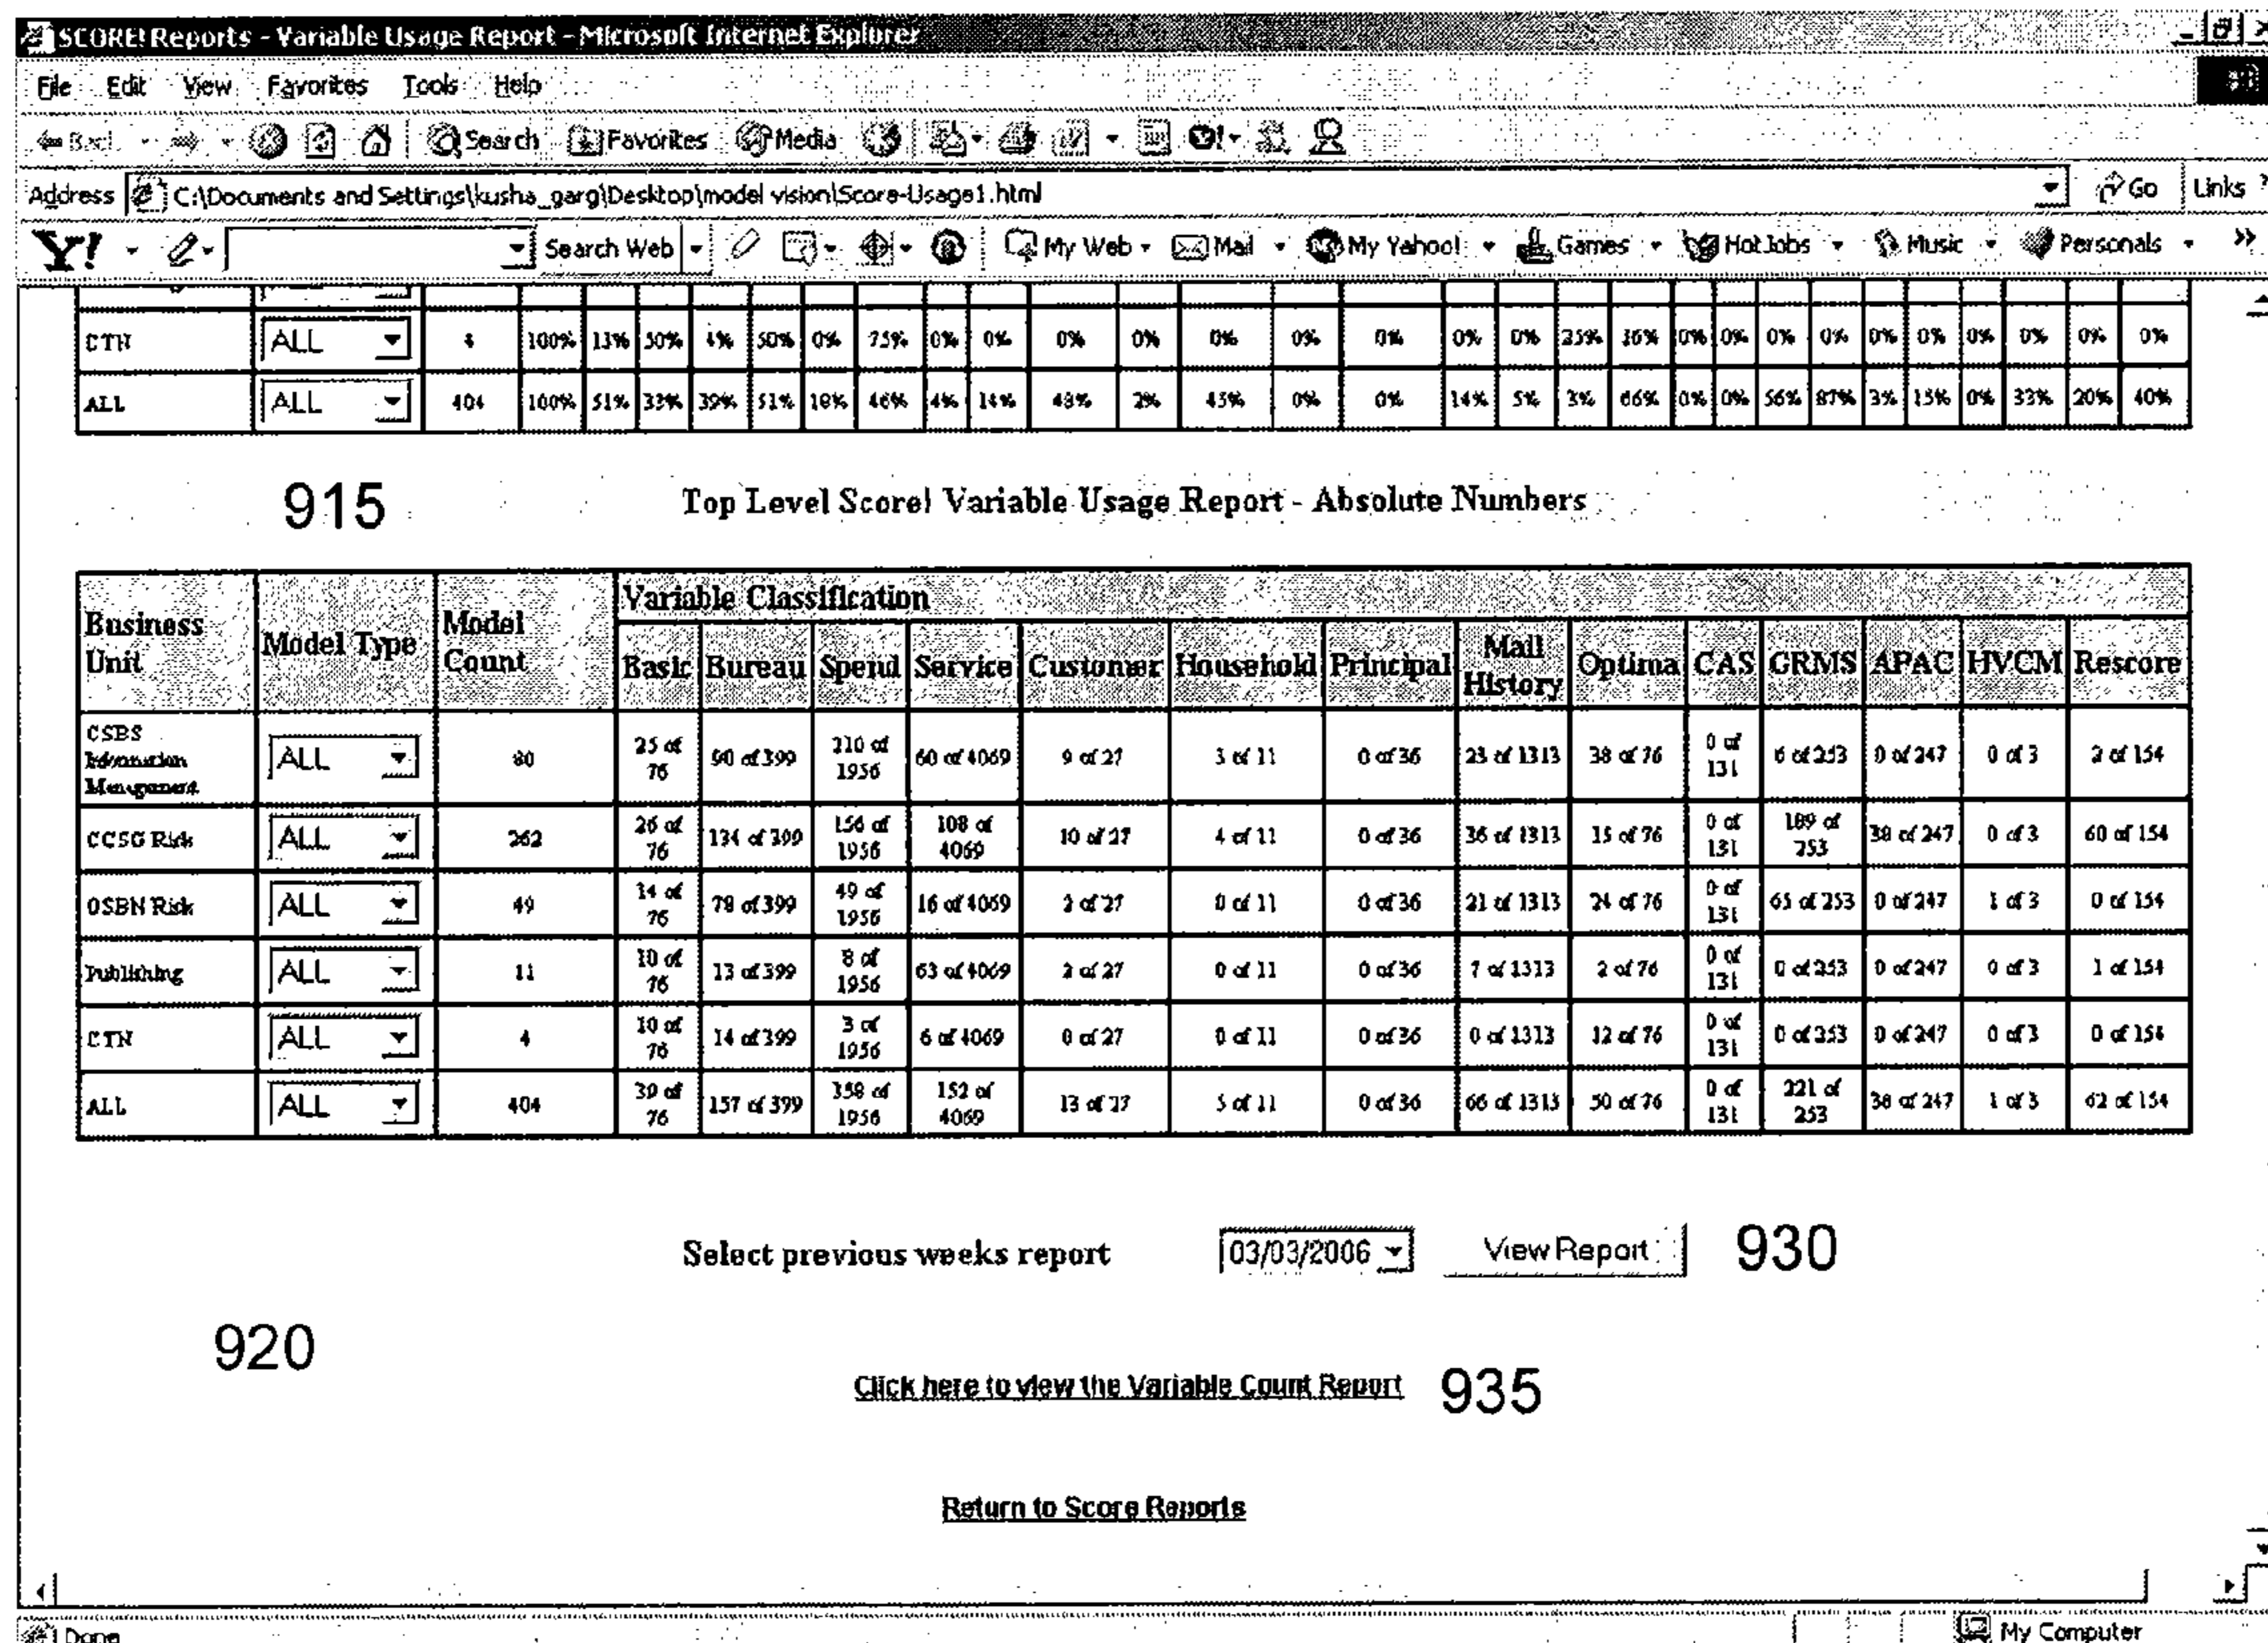 SCORE! Reports - Variable Usage Report - Microsoft Internet Explorer
File Edit View Favorites Tools Help
Back Search Favorites Media
Address C:\Documents and Settings\kusha_garg\Desktop\model vision\Score-Usage1.html Go Links
Y! Search Web My Web Mail My Yahoo! Games HotJobs Music Personals »
CTN ALL 4 100% 13% 50% 4% 50% 0% 75% 0% 0% 0% 0% 0% 0% 0% 0% 0% 25% 16% 0% 0% 0% 0% 0% 0% 0% 0% 0% 0%
ALL ALL 404 100% 51% 33% 39% 51% 18% 46% 4% 14% 48% 2% 45% 0% 0% 14% 5% 3% 66% 0% 0% 56% 87% 3% 15% 0% 33% 20% 40%
915 Top Level Score! Variable Usage Report - Absolute Numbers
Business Unit Model Type Model Count Variable Classification
Basic Bureau Spend Service Customer Household Principal Mail History Optima CAS GRMS APAC HVCM Rescore
CSBS Information Management ALL 80 25 of 76 90 of 399 210 of 1956 60 of 4069 9 of 27 3 of 11 0 of 36 23 of 1313 38 of 76 0 of 131 6 of 253 0 of 247 0 of 3 2 of 154
CCSG Risk ALL 262 26 of 76 134 of 399 156 of 1956 108 of 4069 10 of 27 4 of 11 0 of 36 36 of 1313 15 of 76 0 of 131 189 of 253 38 of 247 0 of 3 60 of 154
OSBN Risk ALL 49 14 of 76 78 of 399 49 of 1956 16 of 4069 2 of 27 0 of 11 0 of 36 21 of 1313 24 of 76 0 of 131 65 of 253 0 of 247 1 of 3 0 of 154
Publishing ALL 11 10 of 76 13 of 399 8 of 1956 63 of 4069 2 of 27 0 of 11 0 of 36 7 of 1313 2 of 76 0 of 131 0 of 253 0 of 247 0 of 3 1 of 154
CTN ALL 4 10 of 76 14 of 399 3 of 1956 6 of 4069 0 of 27 0 of 11 0 of 36 0 of 1313 12 of 76 0 of 131 0 of 253 0 of 247 0 of 3 0 of 154
ALL ALL 404 39 of 76 157 of 399 358 of 1956 152 of 4069 13 of 27 5 of 11 0 of 36 66 of 1313 50 of 76 0 of 131 221 of 253 38 of 247 1 of 3 62 of 154
Select previous weeks report 03/03/2006 View Report 930
920
Click here to view the Variable Count Report 935
Return to Score Reports
Done My Computer